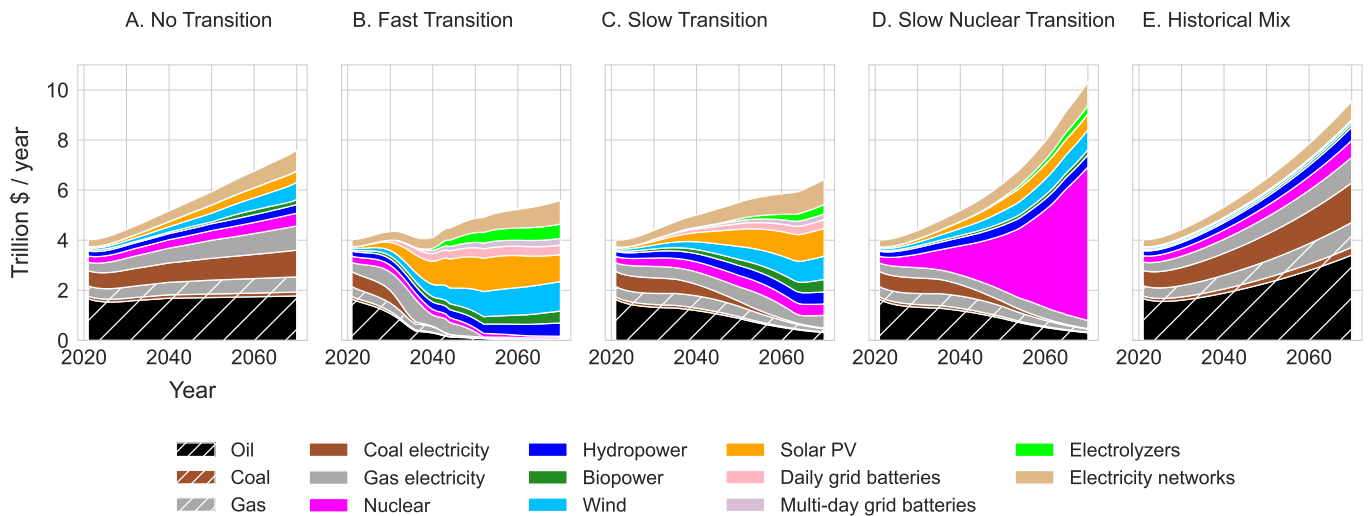 A. No Transition
B. Fast Transition
C. Slow Transition
D. Slow Nuclear Transition
E. Historical Mix
Trillion $ / year
10
8
6
4
2
0
2020 2040 2060
2020 2040 2060
2020 2040 2060
2020 2040 2060
2020 2040 2060
Year
Oil
Coal
Gas
Coal electricity
Gas electricity
Nuclear
Hydropower
Biopower
Wind
Solar PV
Daily grid batteries
Multi-day grid batteries
Electrolyzers
Electricity networks